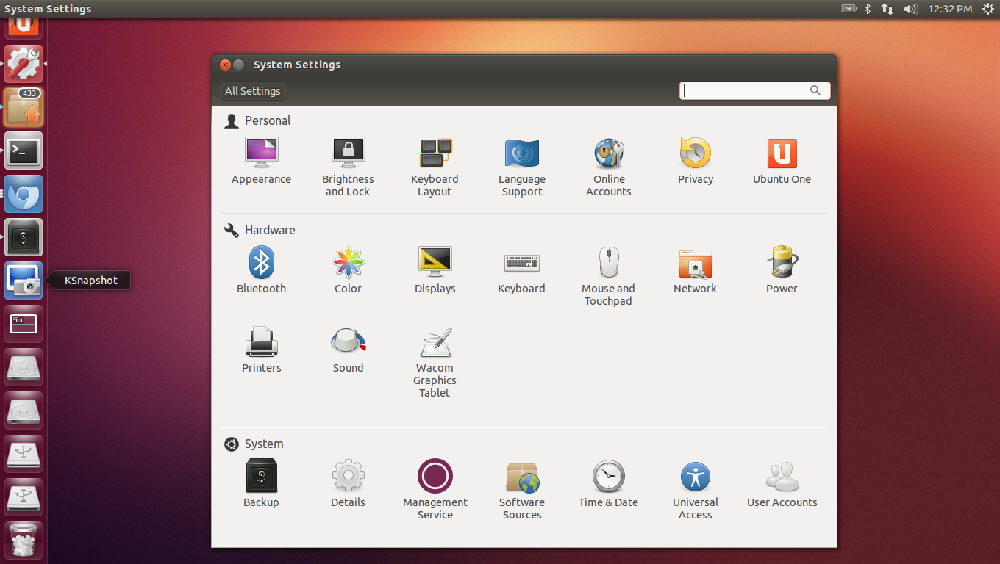 System Settings
12:32 PM
433
>_
KSnapshot
System Settings
All Settings
Personal
Appearance
Brightness
and Lock
Keyboard
Layout
Language
Support
Online
Accounts
Privacy
Ubuntu One
Hardware
Bluetooth
Color
Displays
Keyboard
Mouse and
Touchpad
Network
Power
Printers
Sound
Wacom
Graphics
Tablet
System
Backup
Details
Management
Service
Software
Sources
Time & Date
Universal
Access
User Accounts